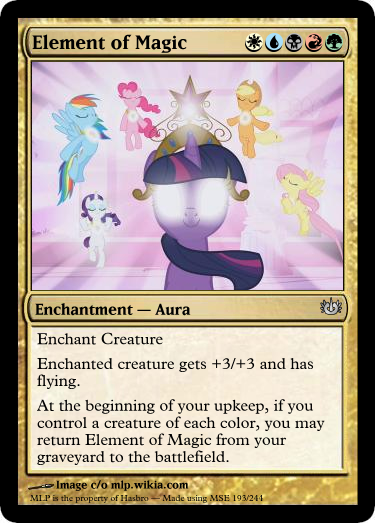 Element of Magic
Enchantment — Aura
Enchant Creature
Enchanted creature gets +3/+3 and has
flying.
At the beginning of your upkeep, if you
control a creature of each color, you may
return Element of Magic from your
graveyard to the battlefield.
Image c/o mlp.wikia.com
MLP is the property of Hasbro — Made using MSE 193/244